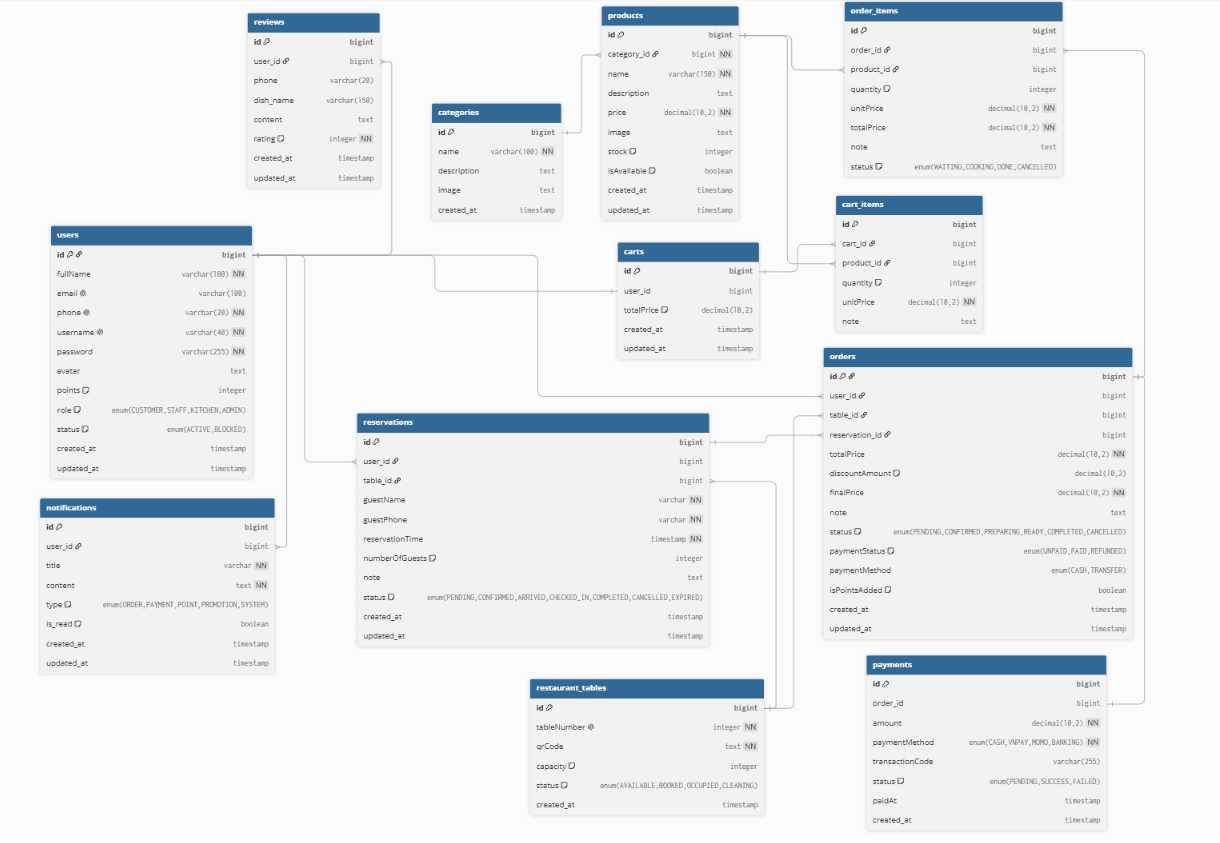 reviews
id bigint
user_id bigint
phone varchar(20)
dish_name varchar(150)
content text
rating integer NN
created_at timestamp
updated_at timestamp
categories
id bigint
name varchar(100) NN
description text
image text
created_at timestamp
products
id bigint
category_id bigint NN
name varchar(150) NN
description text
price decimal(10,2) NN
image text
stock integer
isAvailable boolean
created_at timestamp
updated_at timestamp
order_items
id bigint
order_id bigint
product_id bigint
quantity integer
unitPrice decimal(10,2) NN
totalPrice decimal(10,2) NN
note text
status enum(WAITING,COOKING,DONE,CANCELLED)
users
id bigint
fullName varchar(100) NN
email varchar(100)
phone varchar(20) NN
username varchar(40) NN
password varchar(255) NN
avatar text
points integer
role enum(CUSTOMER,STAFF,KITCHEN,ADMIN)
status enum(ACTIVE,BLOCKED)
created_at timestamp
updated_at timestamp
carts
id bigint
user_id bigint
totalPrice decimal(10,2)
created_at timestamp
updated_at timestamp
cart_items
id bigint
cart_id bigint
product_id bigint
quantity integer
unitPrice decimal(10,2) NN
note text
orders
id bigint
user_id bigint
table_id bigint
reservation_id bigint
totalPrice decimal(10,2) NN
discountAmount decimal(10,2)
finalPrice decimal(10,2) NN
note text
status enum(PENDING,CONFIRMED,PREPARING,READY,COMPLETED,CANCELLED)
paymentStatus enum(UNPAID,PAID,REFUNDED)
paymentMethod enum(CASH,TRANSFER)
isPointsAdded boolean
created_at timestamp
updated_at timestamp
reservations
id bigint
user_id bigint
table_id bigint
guestName varchar NN
guestPhone varchar NN
reservationTime timestamp NN
numberOfGuests integer
note text
status enum(PENDING,CONFIRMED,ARRIVED,CHECKED_IN,COMPLETED,CANCELLED,EXPIRED)
created_at timestamp
updated_at timestamp
notifications
id bigint
user_id bigint
title varchar NN
content text NN
type enum(ORDER,PAYMENT,POINT,PROMOTION,SYSTEM)
is_read boolean
created_at timestamp
updated_at timestamp
restaurant_tables
id bigint
tableNumber integer NN
qrCode text NN
capacity integer
status enum(AVAILABLE,BOOKED,OCCUPIED,CLEANING)
created_at timestamp
payments
id bigint
order_id bigint
amount decimal(10,2) NN
paymentMethod enum(CASH,VNPAY,MOMO,BANKING) NN
transactionCode varchar(255)
status enum(PENDING,SUCCESS,FAILED)
paidAt timestamp
created_at timestamp